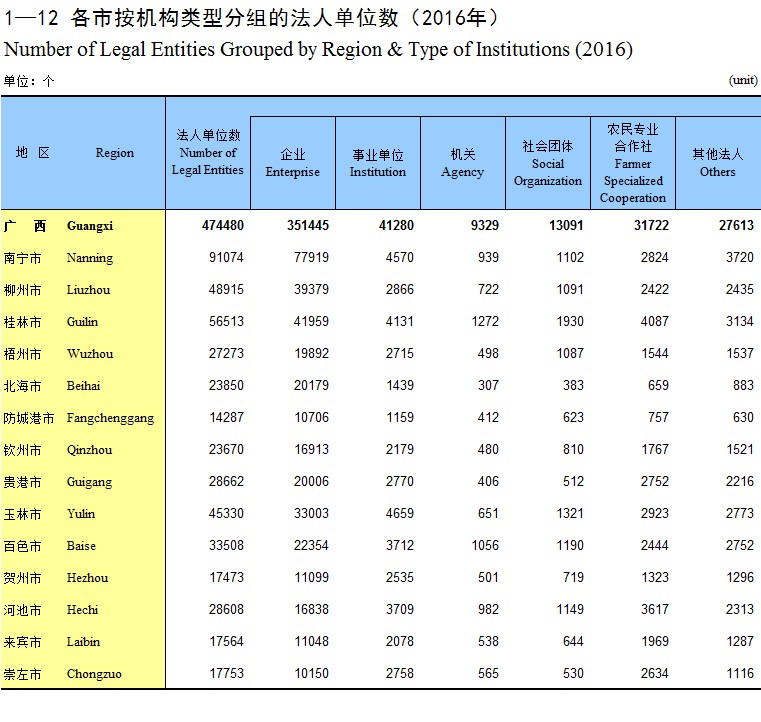 1—12 各市按机构类型分组的法人单位数（2016年）
Number of Legal Entities Grouped by Region & Type of Institutions (2016)
单位：个 (unit)
地 区 Region 法人单位数 Number of Legal Entities 企业 Enterprise 事业单位 Institution 机关 Agency 社会团体 Social Organization 农民专业合作社 Farmer Specialized Cooperation 其他法人 Others
广 西 Guangxi 474480 351445 41280 9329 13091 31722 27613
南宁市 Nanning 91074 77919 4570 939 1102 2824 3720
柳州市 Liuzhou 48915 39379 2866 722 1091 2422 2435
桂林市 Guilin 56513 41959 4131 1272 1930 4087 3134
梧州市 Wuzhou 27273 19892 2715 498 1087 1544 1537
北海市 Beihai 23850 20179 1439 307 383 659 883
防城港市 Fangchenggang 14287 10706 1159 412 623 757 630
钦州市 Qinzhou 23670 16913 2179 480 810 1767 1521
贵港市 Guigang 28662 20006 2770 406 512 2752 2216
玉林市 Yulin 45330 33003 4659 651 1321 2923 2773
百色市 Baise 33508 22354 3712 1056 1190 2444 2752
贺州市 Hezhou 17473 11099 2535 501 719 1323 1296
河池市 Hechi 28608 16838 3709 982 1149 3617 2313
来宾市 Laibin 17564 11048 2078 538 644 1969 1287
崇左市 Chongzuo 17753 10150 2758 565 530 2634 1116